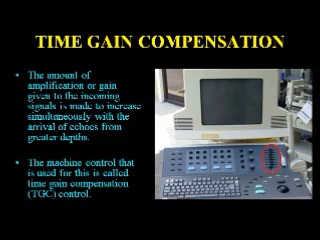 TIME GAIN COMPENSATION
• The amount of
amplification or gain
given to the incoming
signals is made to increase
simultaneously with the
arrival of echoes from
greater depths.
• The machine control that
is used for this is called
time gain compensation
(TGC) control.